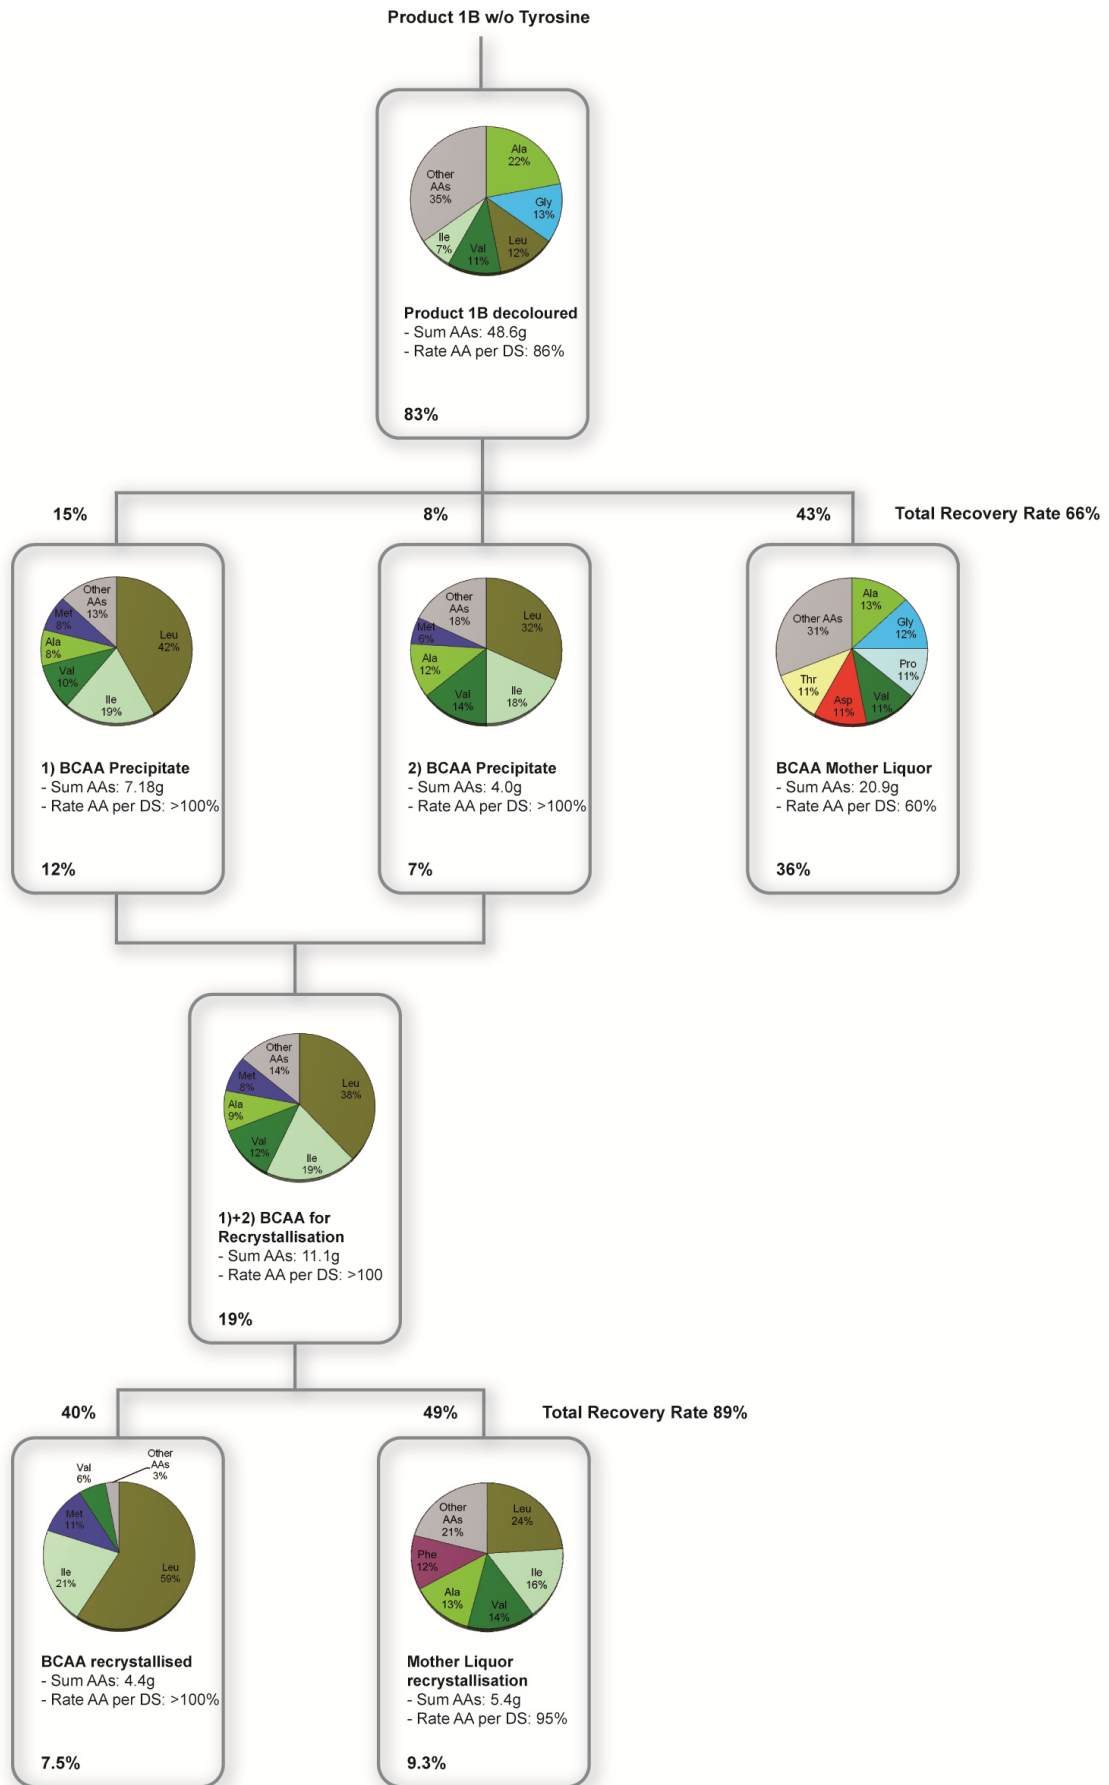 Product 1B w/o Tyrosine
Ala
22%
Gly
13%
Leu
12%
Val
11%
Ile
7%
Other
AAs
35%
Product 1B decoloured
- Sum AAs: 48.6g
- Rate AA per DS: 86%
83%
15%
8%
43%
Total Recovery Rate 66%
Other
AAs
13%
Met
8%
Ala
8%
Val
10%
Ile
19%
Leu
42%
1) BCAA Precipitate
- Sum AAs: 7.18g
- Rate AA per DS: >100%
12%
Other
AAs
18%
Met
6%
Ala
12%
Val
14%
Ile
18%
Leu
32%
2) BCAA Precipitate
- Sum AAs: 4.0g
- Rate AA per DS: >100%
7%
Other AAs
31%
Ala
13%
Gly
12%
Pro
11%
Val
11%
Asp
11%
Thr
11%
BCAA Mother Liquor
- Sum AAs: 20.9g
- Rate AA per DS: 60%
36%
Other
AAs
14%
Met
8%
Ala
9%
Val
12%
Ile
19%
Leu
38%
1)+2) BCAA for
Recrystallisation
- Sum AAs: 11.1g
- Rate AA per DS: >100
19%
40%
49%
Total Recovery Rate 89%
Other
AAs
3%
Val
6%
Met
11%
Ile
21%
Leu
59%
BCAA recrystallised
- Sum AAs: 4.4g
- Rate AA per DS: >100%
7.5%
Other
AAs
21%
Leu
24%
Ile
16%
Val
14%
Ala
13%
Phe
12%
Mother Liquor
recrystallisation
- Sum AAs: 5.4g
- Rate AA per DS: 95%
9.3%